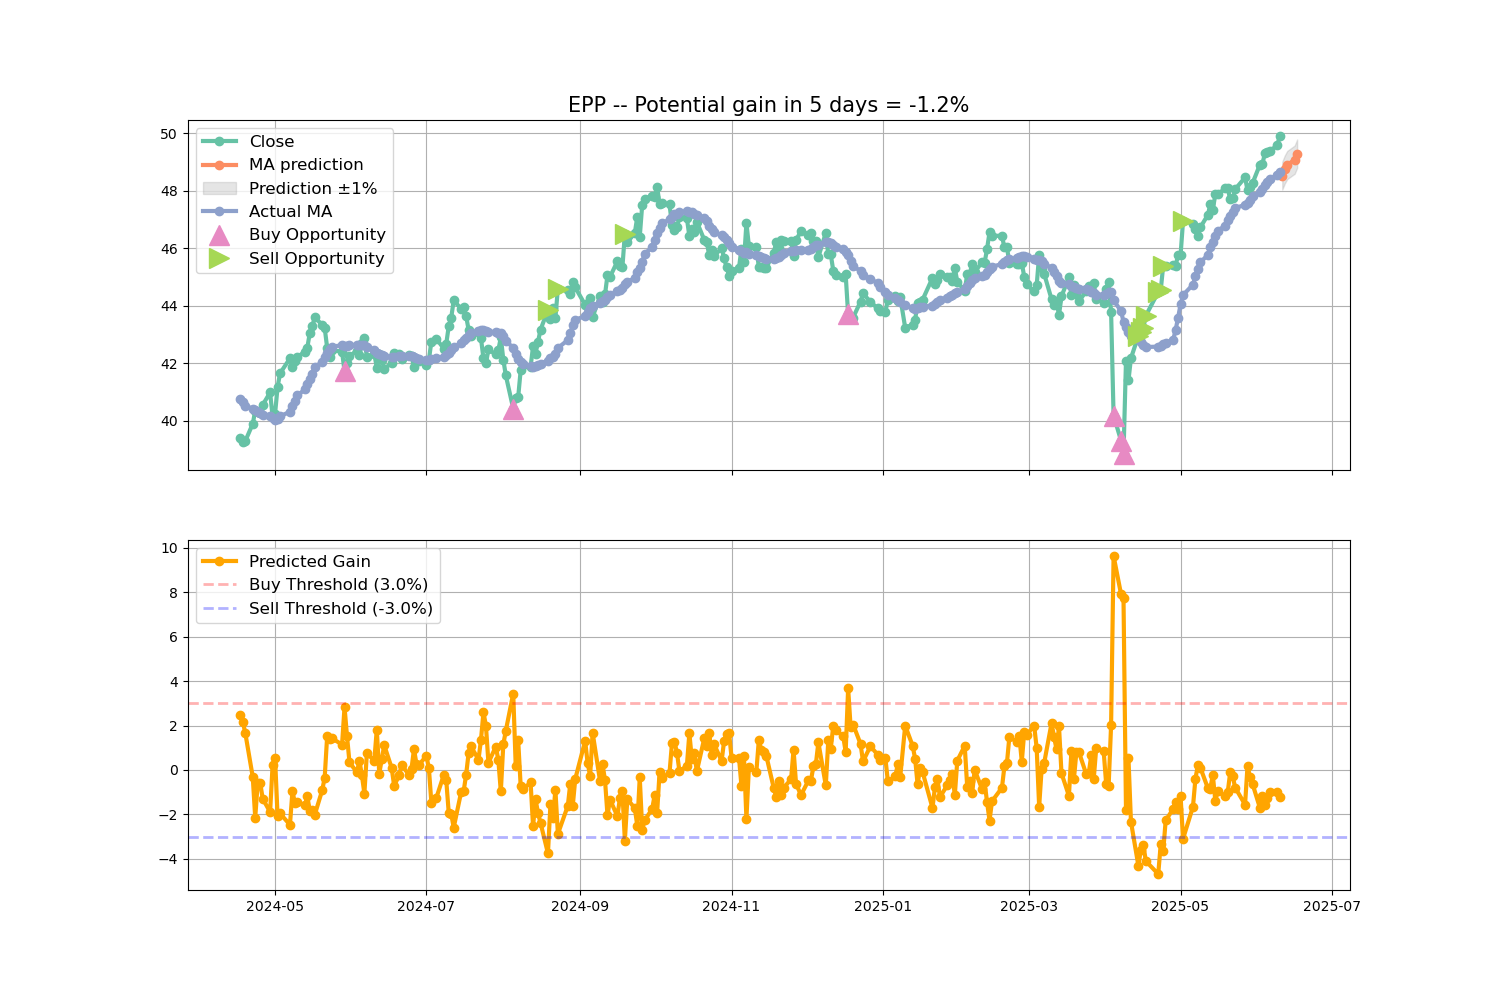 EPP -- Potential gain in 5 days = -1.2%
50
48
46
44
42
40
Close
MA prediction
Prediction ±1%
Actual MA
Buy Opportunity
Sell Opportunity
10
8
6
4
2
0
−2
−4
Predicted Gain
Buy Threshold (3.0%)
Sell Threshold (-3.0%)
2024-05
2024-07
2024-09
2024-11
2025-01
2025-03
2025-05
2025-07